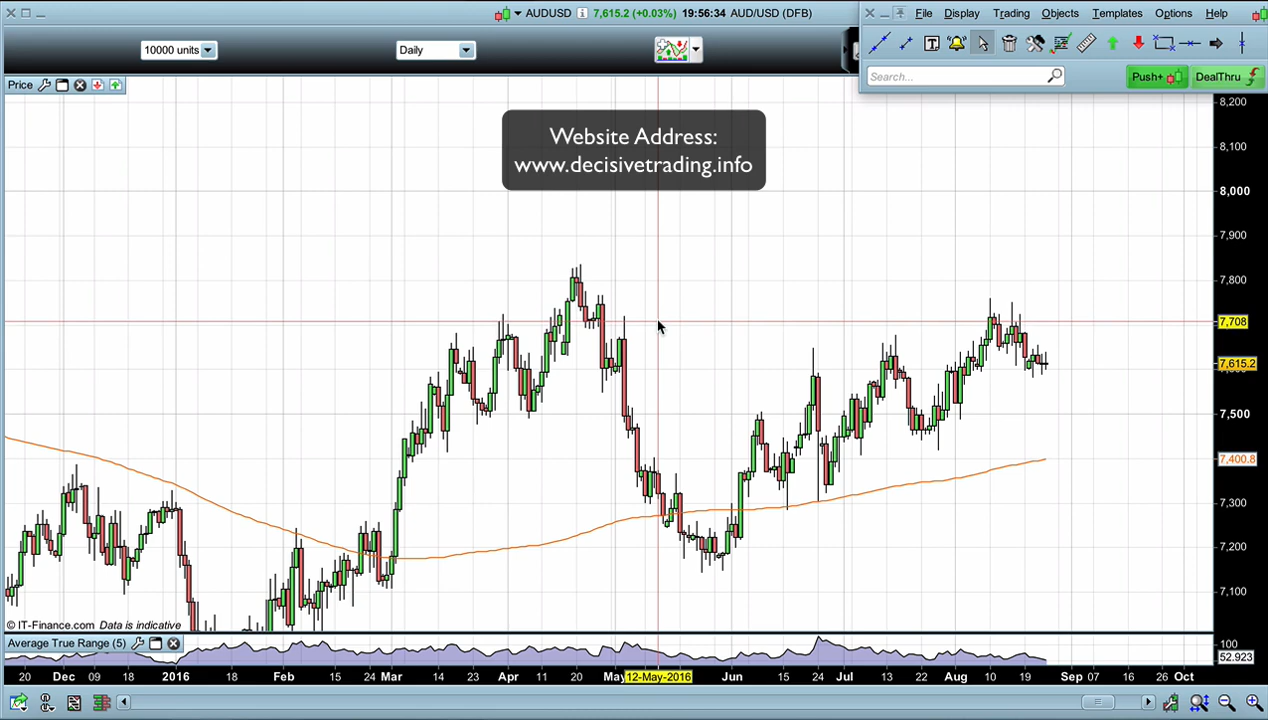 AUDUSD 7,615.2 (+0.03%) 19:56:34 AUD/USD (DFB)
File Display Trading Objects Templates Options Help
10000 units Daily
Search... Push+ DealThru
Price
Website Address:
www.decisivetrading.info
8,200
8,100
8,000
7,900
7,800
7,708
7,615.2
7,500
7,400.8
7,300
7,200
7,100
© IT-Finance.com Data is indicative
Average True Range (5)
100
52.923
20 Dec 09 18 2016 18 Feb 15 24 Mar 14 23 Apr 11 20 May 12-May-2016 Jun 15 24 Jul 13 22 Aug 10 19 Sep 07 16 26 Oct